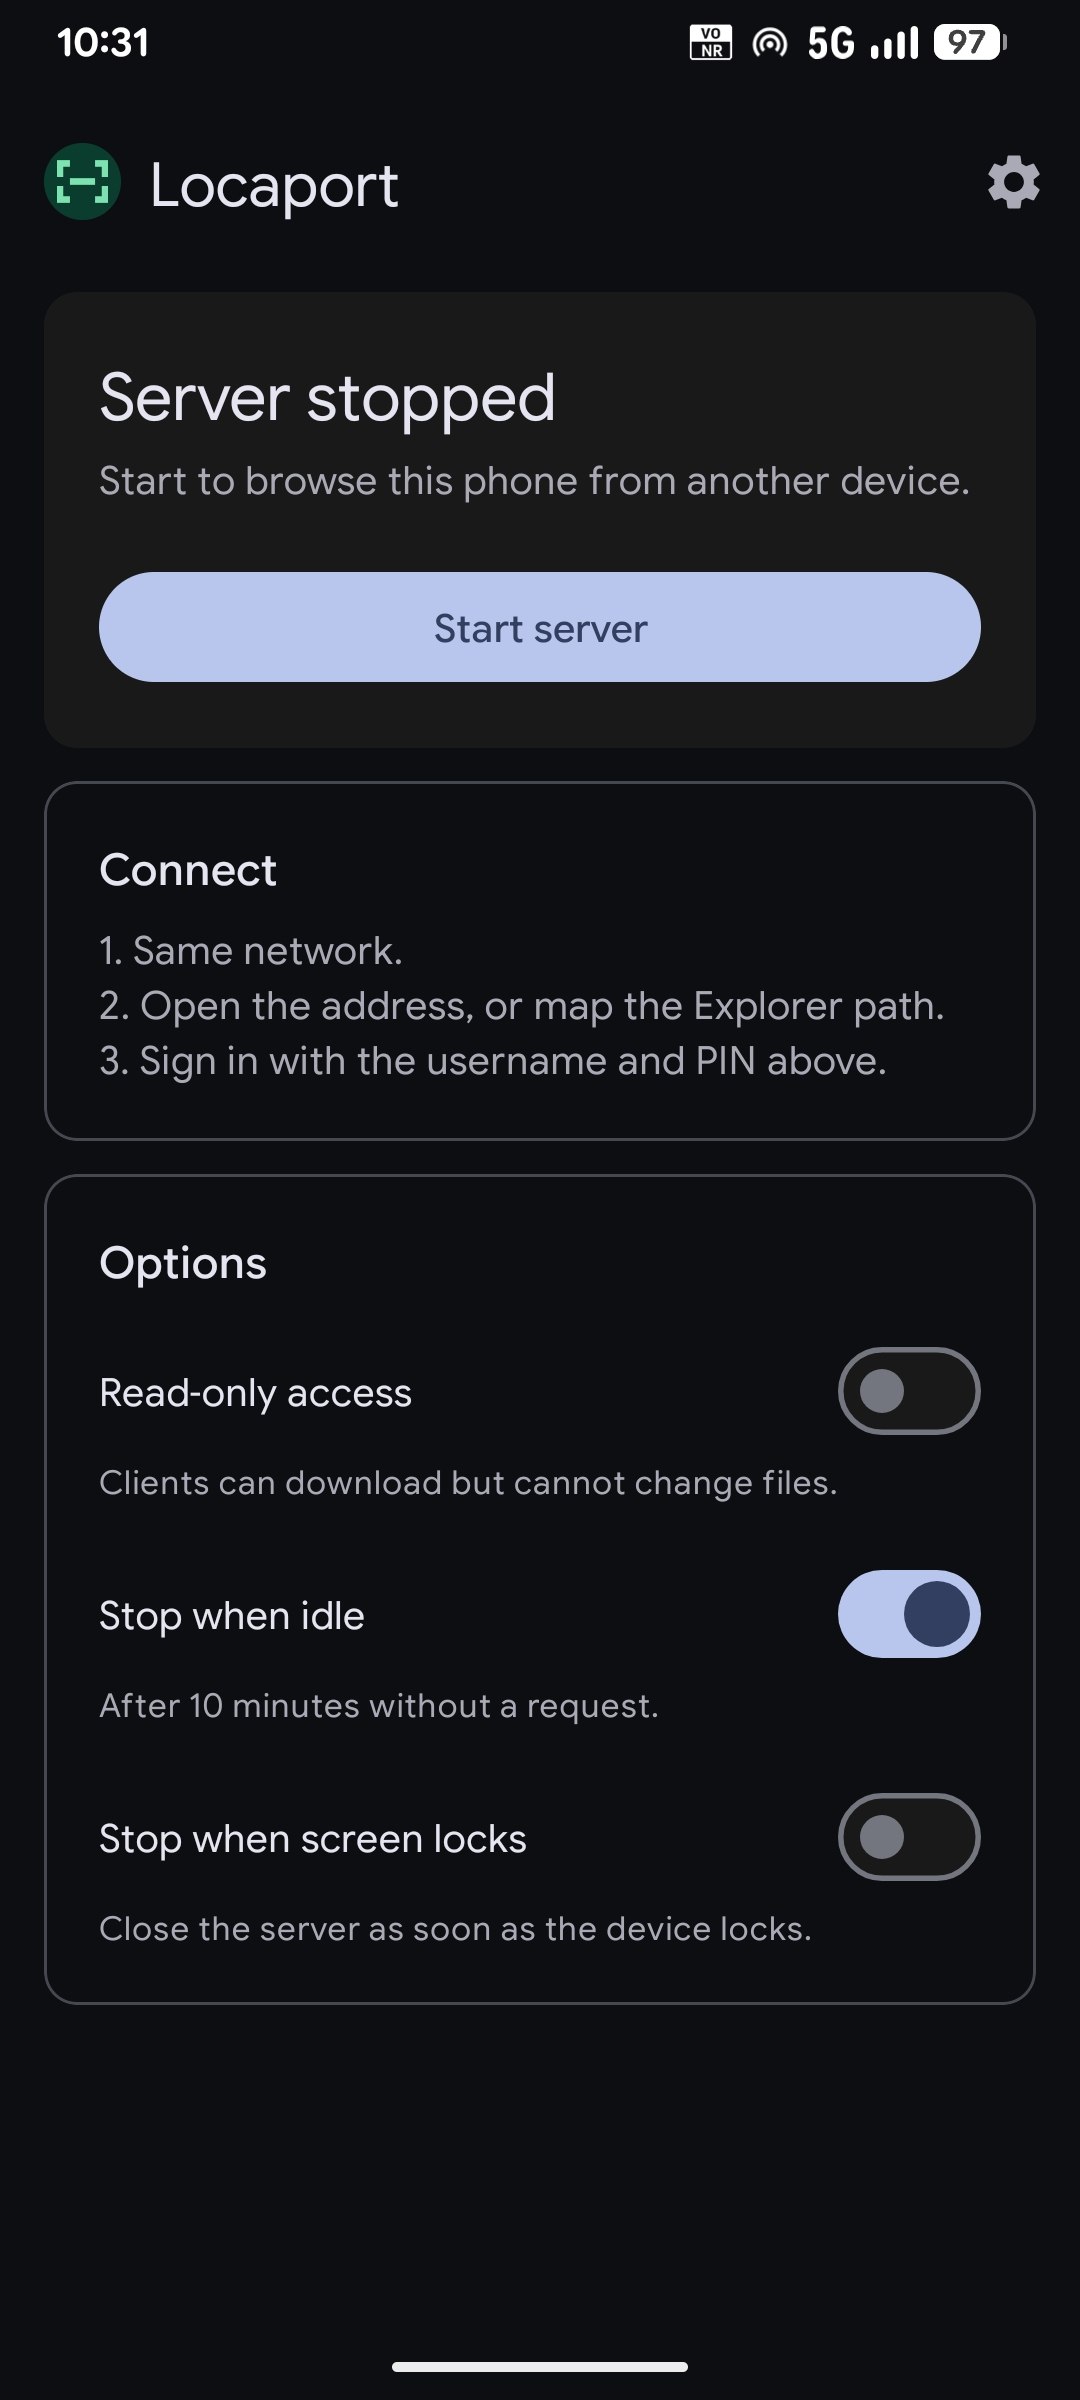 10:31
VO NR 5G 97
Locaport
Server stopped
Start to browse this phone from another device.
Start server
Connect
1. Same network.
2. Open the address, or map the Explorer path.
3. Sign in with the username and PIN above.
Options
Read-only access
Clients can download but cannot change files.
Stop when idle
After 10 minutes without a request.
Stop when screen locks
Close the server as soon as the device locks.